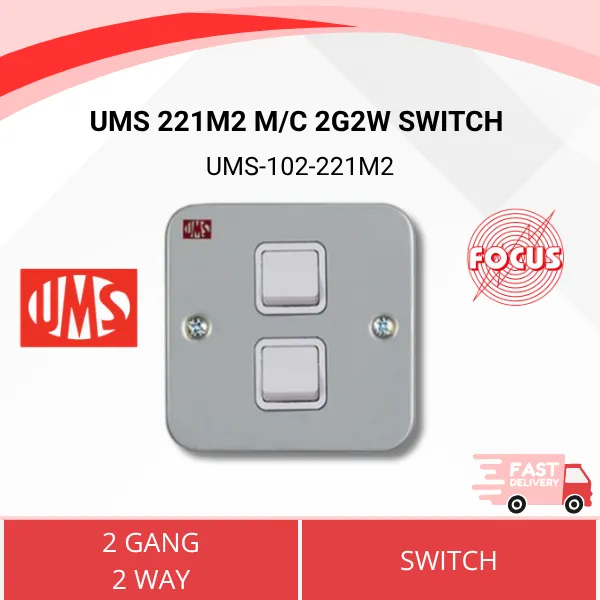 UMS 221M2 M/C 2G2W SWITCH
UMS-102-221M2
UMS
UMS
FOCUS
FAST
DELIVERY
2 GANG
2 WAY
SWITCH